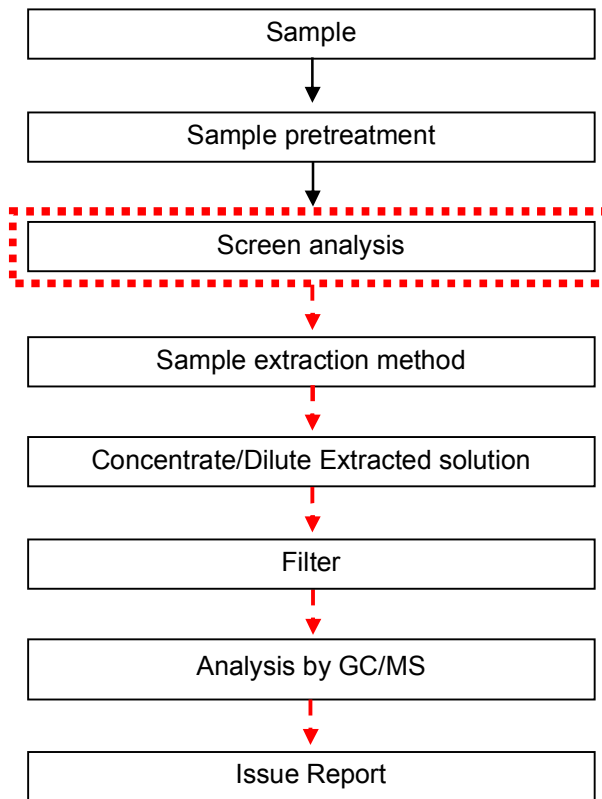 Sample
Sample pretreatment
Screen analysis
Sample extraction method
Concentrate/Dilute Extracted solution
Filter
Analysis by GC/MS
Issue Report